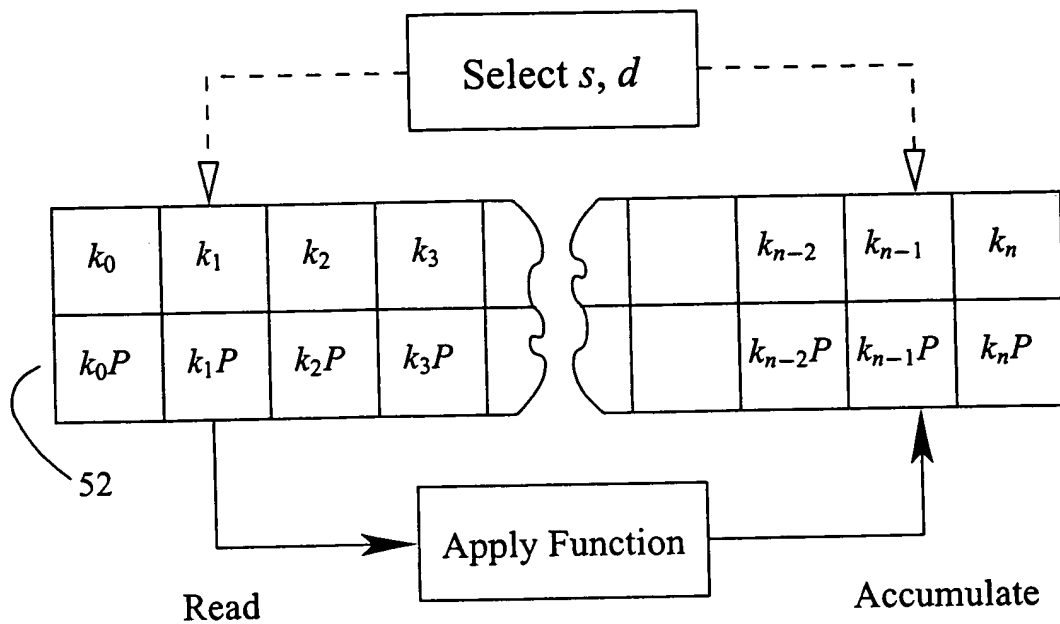 Select s, d
k₀ k₁ k₂ k₃ kₙ₋₂ kₙ₋₁ kₙ
k₀P k₁P k₂P k₃P kₙ₋₂P kₙ₋₁P kₙP
52
Apply Function
Read Accumulate